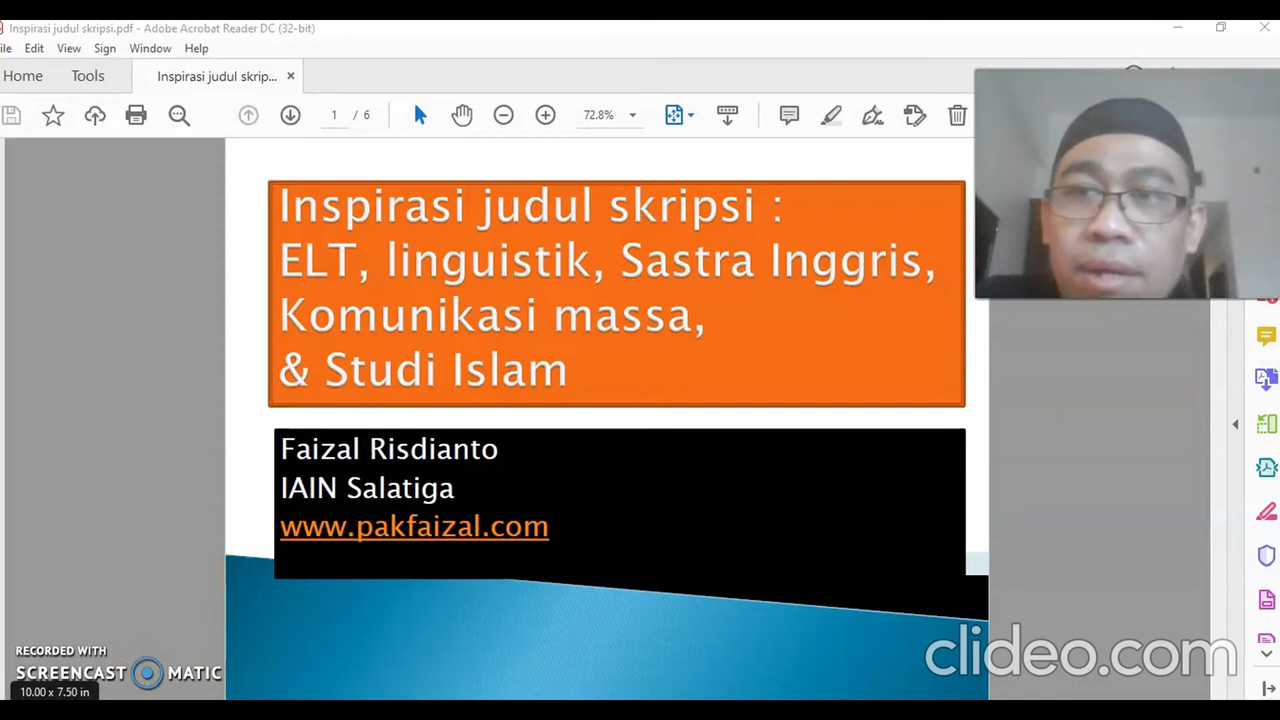 Inspirasi judul skripsi.pdf - Adobe Acrobat Reader DC (32-bit)
ile Edit View Sign Window Help
Home Tools Inspirasi judul skrip... ×
1 / 6 72.8%
Inspirasi judul skripsi :
ELT, linguistik, Sastra Inggris,
Komunikasi massa,
& Studi Islam
Faizal Risdianto
IAIN Salatiga
www.pakfaizal.com
RECORDED WITH
SCREENCAST MATIC
10.00 x 7.50 in
clideo.com